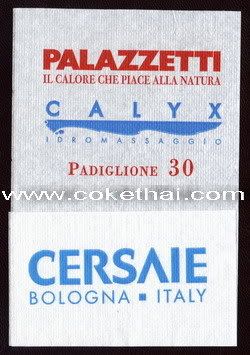 PALAZZETTI
IL CALORE CHE PIACE ALLA NATURA
CALYX
IDROMASSAGGIO
PADIGLIONE 30
www.cokethai.com
CERSAIE
BOLOGNA ▪ ITALY